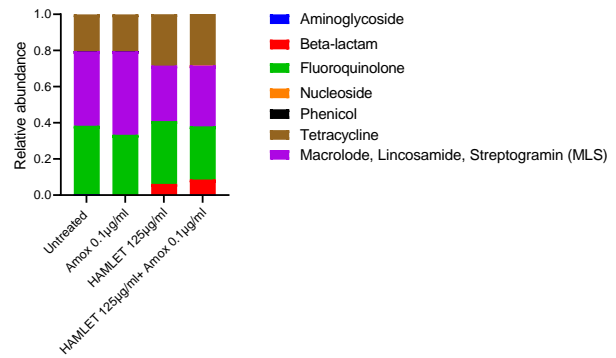 Relative abundance
1.0
0.8
0.6
0.4
0.2
0.0
Untreated
Amox 0.1µg/ml
HAMLET 125µg/ml
HAMLET 125µg/ml+ Amox 0.1µg/ml
Aminoglycoside
Beta-lactam
Fluoroquinolone
Nucleoside
Phenicol
Tetracycline
Macrolode, Lincosamide, Streptogramin (MLS)